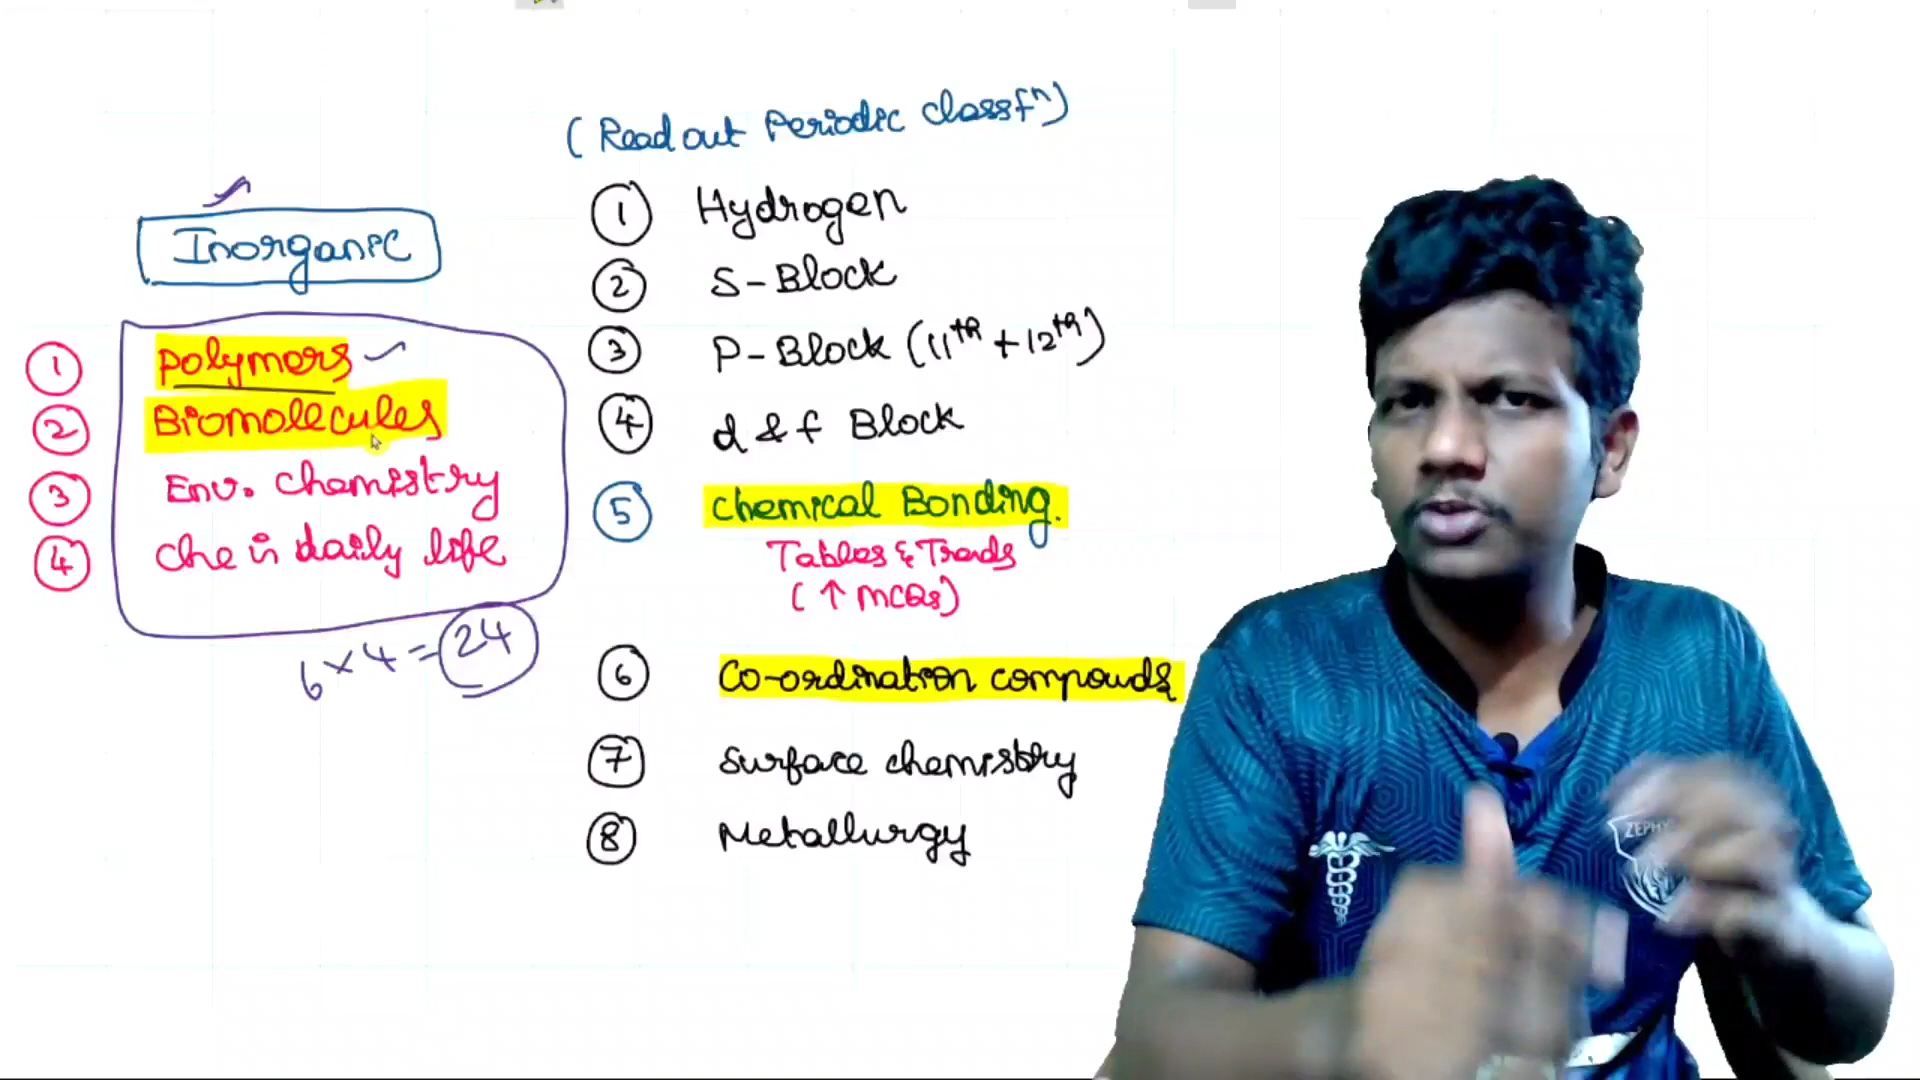 (Read out Periodic classfn)
Inorganic
① Polymers
② Biomolecules
③ Env. chemistry
④ Che in daily life
6 × 4 = 24
① Hydrogen
② S-Block
③ P-Block (11th + 12th)
④ d & f Block
⑤ Chemical Bonding.
Tables & Trends
(↑ MCQs)
⑥ Co-ordination compounds
⑦ Surface chemistry
⑧ Metallurgy